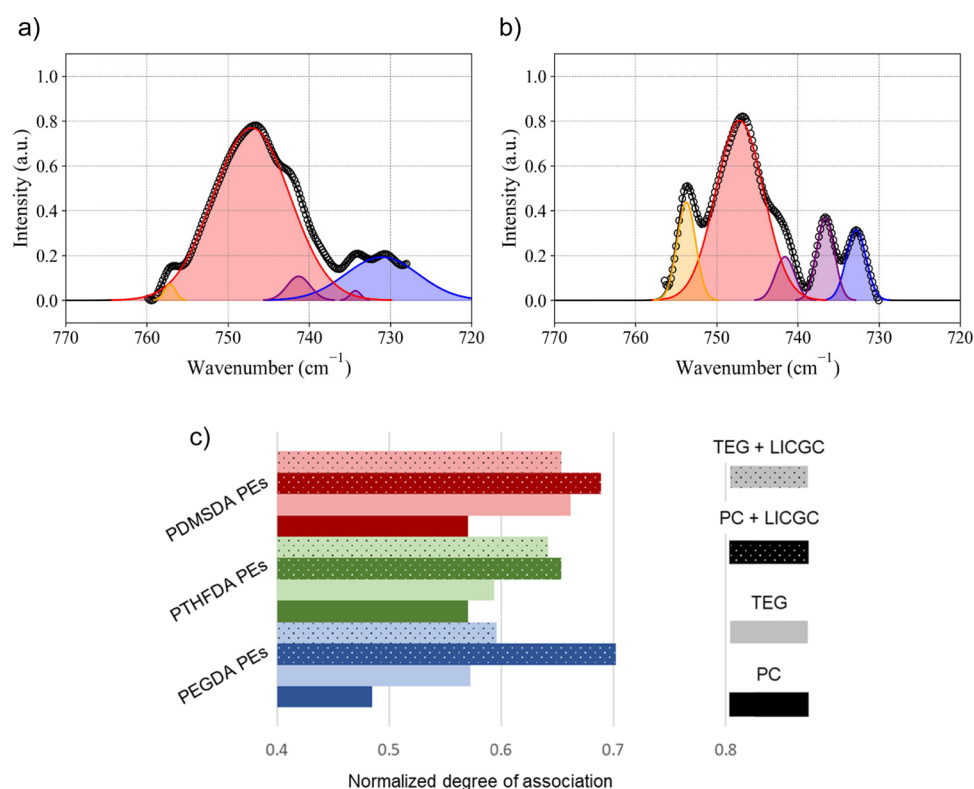 a)
1.0
0.8
0.6
0.4
0.2
0.0
Intensity (a.u.)
770 760 750 740 730 720
Wavenumber (cm⁻¹)
b)
1.0
0.8
0.6
0.4
0.2
0.0
Intensity (a.u.)
770 760 750 740 730 720
Wavenumber (cm⁻¹)
c)
PDMSDA PEs
PTHFDA PEs
PEGDA PEs
0.4 0.5 0.6 0.7 0.8
Normalized degree of association
TEG + LICGC
PC + LICGC
TEG
PC